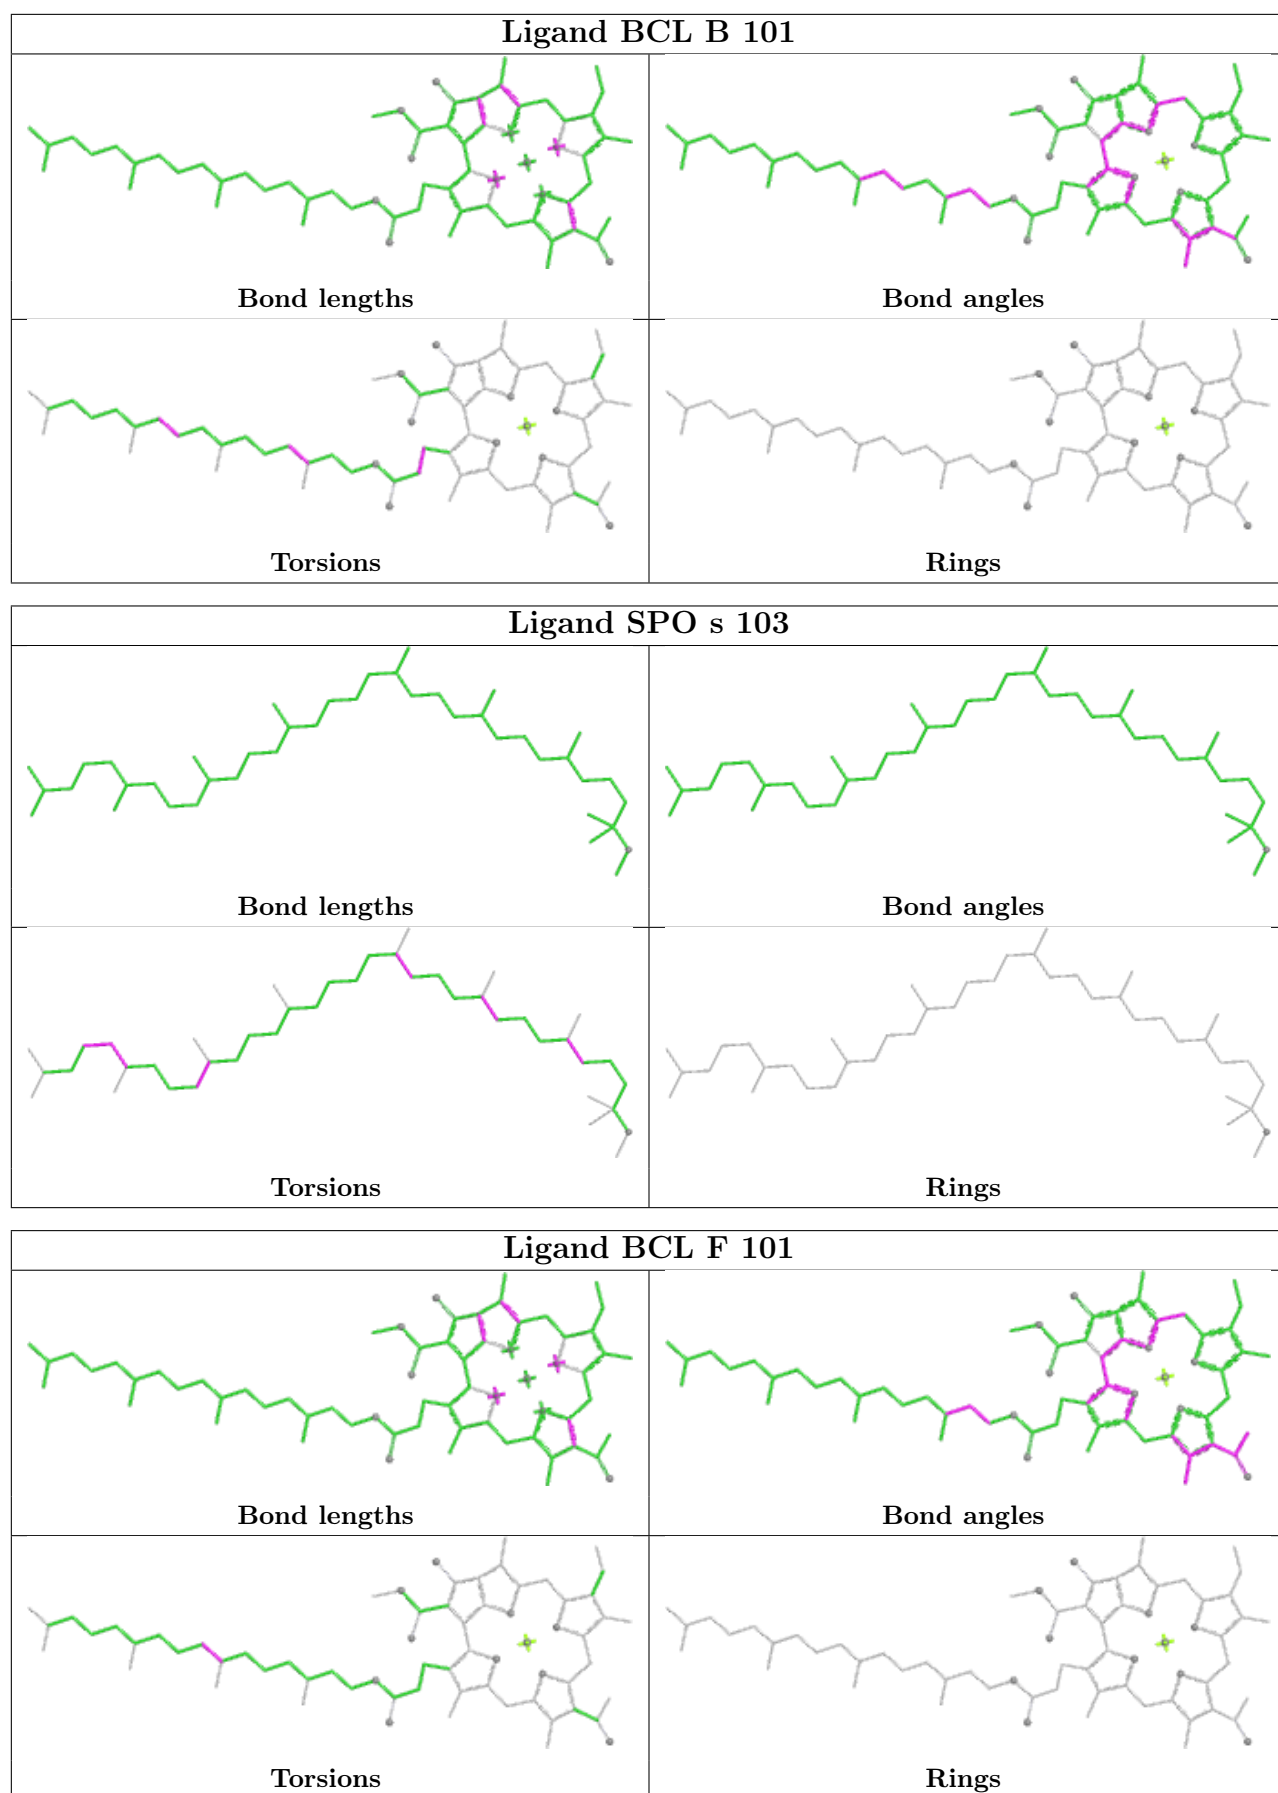 Ligand BCL B 101
Bond lengths
Bond angles
Torsions
Rings
Ligand SPO s 103
Bond lengths
Bond angles
Torsions
Rings
Ligand BCL F 101
Bond lengths
Bond angles
Torsions
Rings